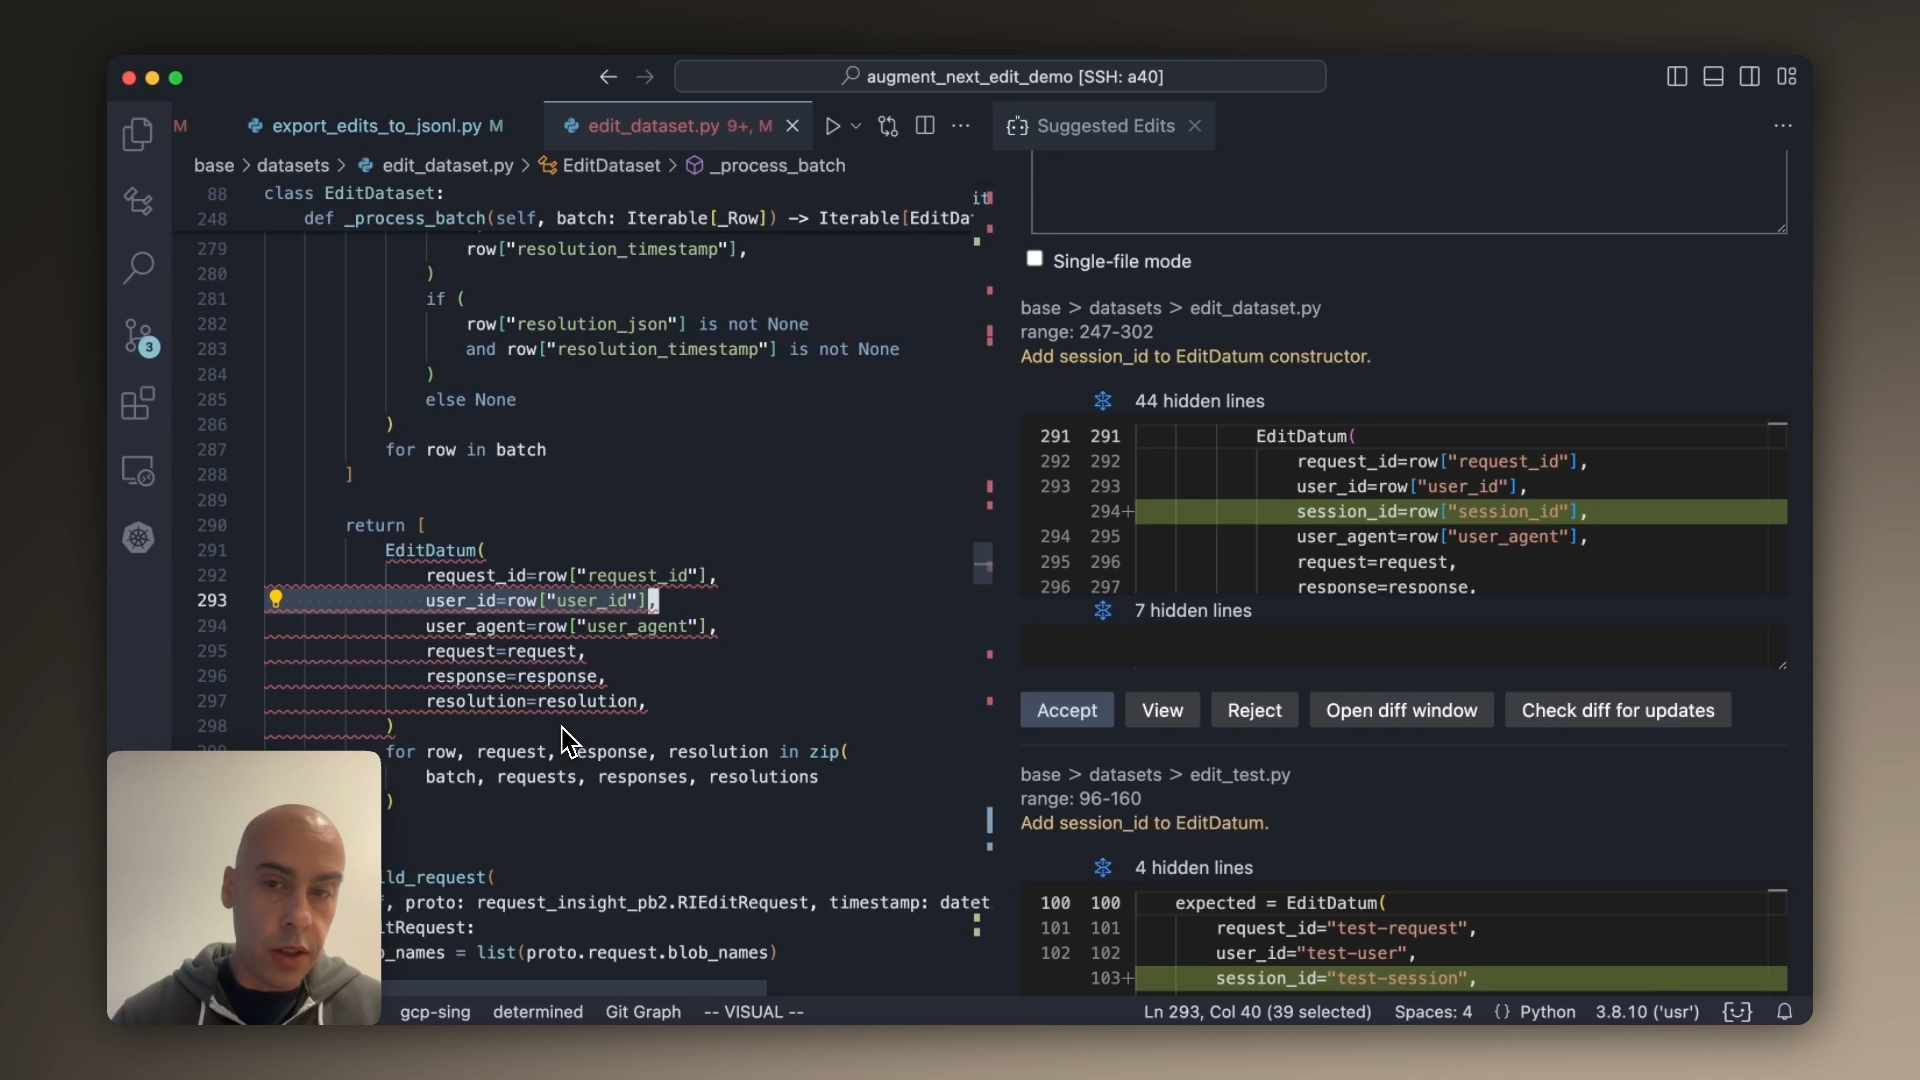 augment_next_edit_demo [SSH: a40]
M
export_edits_to_jsonl.py M
edit_dataset.py 9+, M
Suggested Edits
base > datasets > edit_dataset.py > EditDataset > _process_batch
88 class EditDataset:
248 def _process_batch(self, batch: Iterable[_Row]) -> Iterable[EditDa
279 row["resolution_timestamp"],
280 )
281 if (
282 row["resolution_json"] is not None
283 and row["resolution_timestamp"] is not None
284 )
285 else None
286 )
287 for row in batch
288 ]
289
290 return [
291 EditDatum(
292 request_id=row["request_id"],
293 user_id=row["user_id"],
294 user_agent=row["user_agent"],
295 request=request,
296 response=response,
297 resolution=resolution,
298 )
for row, request, response, resolution in zip(
batch, requests, responses, resolutions
)
ld_request(
, proto: request_insight_pb2.RIEditRequest, timestamp: datet
itRequest:
b_names = list(proto.request.blob_names)
3
Single-file mode
base > datasets > edit_dataset.py
range: 247-302
Add session_id to EditDatum constructor.
44 hidden lines
291 291 EditDatum(
292 292 request_id=row["request_id"],
293 293 user_id=row["user_id"],
294+ session_id=row["session_id"],
294 295 user_agent=row["user_agent"],
295 296 request=request,
296 297 response=response,
7 hidden lines
Accept View Reject Open diff window Check diff for updates
base > datasets > edit_test.py
range: 96-160
Add session_id to EditDatum.
4 hidden lines
100 100 expected = EditDatum(
101 101 request_id="test-request",
102 102 user_id="test-user",
103+ session_id="test-session",
gcp-sing determined Git Graph -- VISUAL -- Ln 293, Col 40 (39 selected) Spaces: 4 {} Python 3.8.10 ('usr')